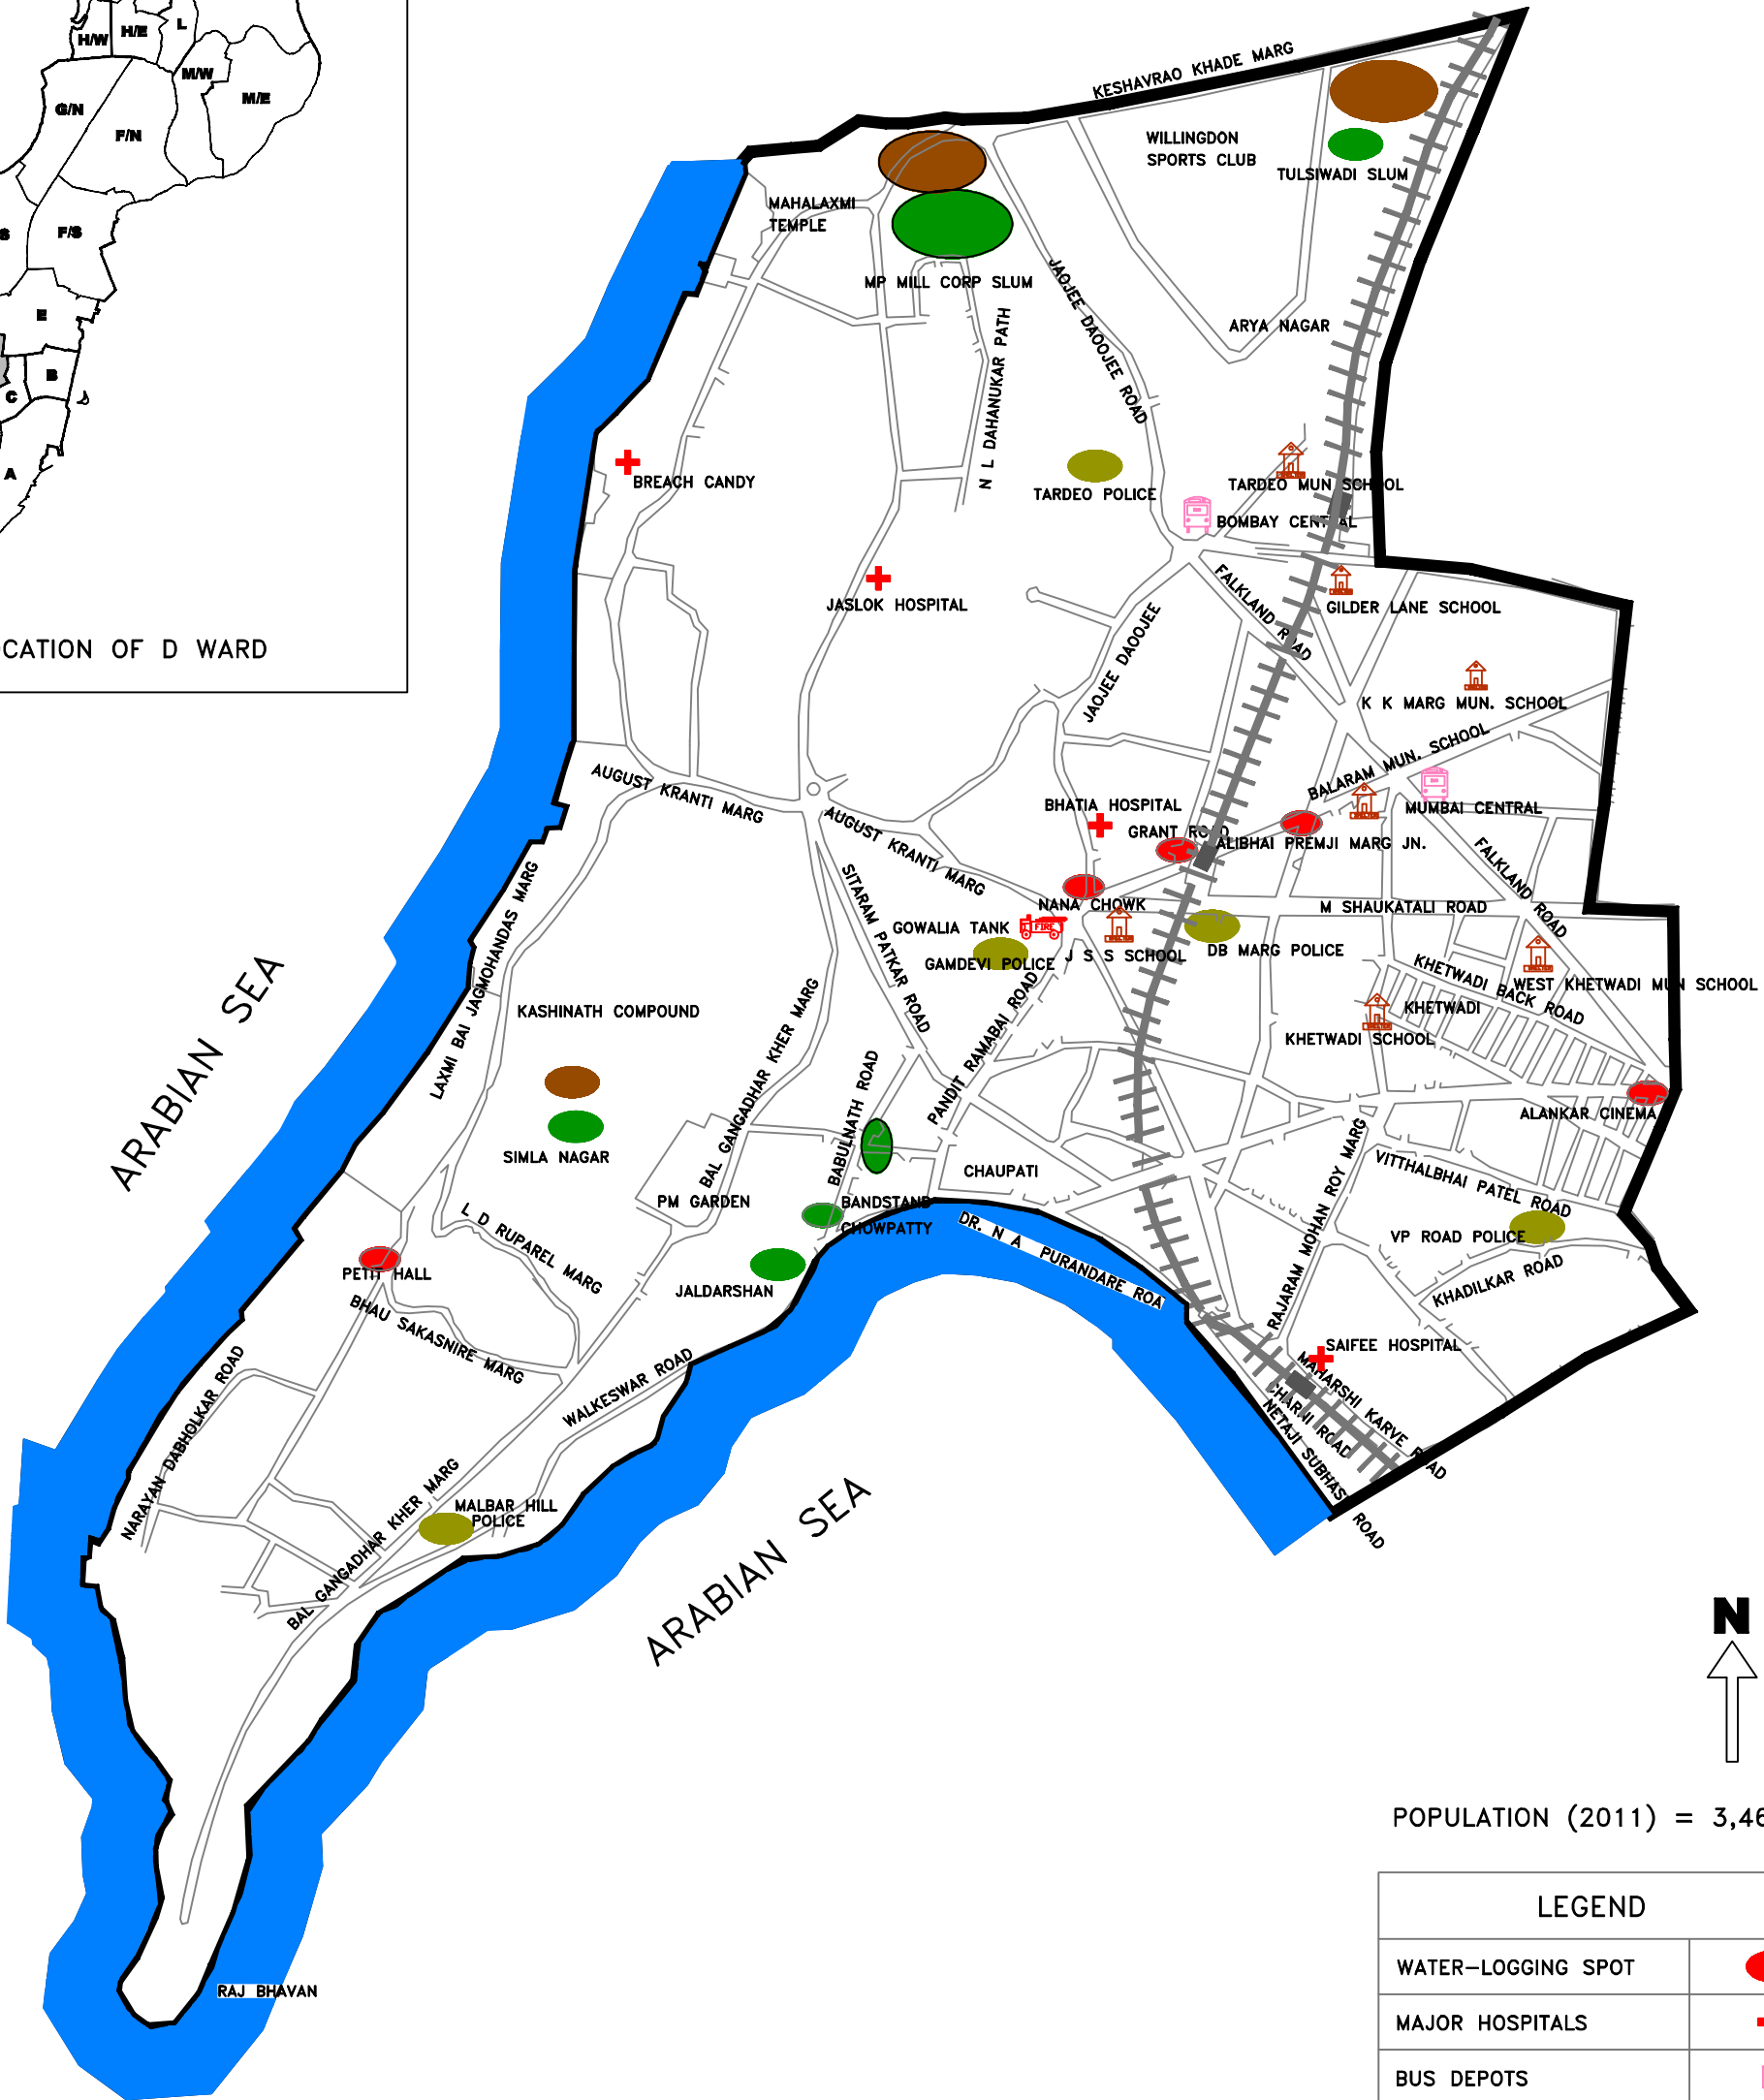 H/W
H/E
L
M/W
M/E
G/N
F/N
F/S
E
B
C
A
OF D WARD
KESHAVRAO KHADE MARG
WILLINGDON
SPORTS CLUB
TULSIWADI SLUM
MAHALAXMI
TEMPLE
MP MILL CORP SLUM
JAOJEE DAOOJEE ROAD
ARYA NAGAR
N L DAHANUKAR PATH
BREACH CANDY
TARDEO POLICE
TARDEO MUN SCHOOL
BOMBAY CENTRAL
JASLOK HOSPITAL
FALKLAND ROAD
GILDER LANE SCHOOL
JAOJEE DAOOJEE
K K MARG MUN. SCHOOL
BALARAM MUN. SCHOOL
AUGUST KRANTI MARG
AUGUST KRANTI MARG
BHATIA HOSPITAL
MUMBAI CENTRAL
GRANT ROAD
ALIBHAI PREMJI MARG JN.
FALKLAND ROAD
NANA CHOWK
M SHAUKATALI ROAD
GOWALIA TANK
FIRE
SITARAM PATKAR ROAD
LAXMI BAI JAGMOHANDAS MARG
GAMDEVI POLICE
J S S SCHOOL
DB MARG POLICE
KHETWADI BACK ROAD
WEST KHETWADI MUN SCHOOL
KASHINATH COMPOUND
KHETWADI
KHETWADI SCHOOL
ARABIAN SEA
BAL GANGADHAR KHER MARG
PANDIT RAMABAI ROAD
BABULNATH ROAD
ALANKAR CINEMA
SIMLA NAGAR
CHAUPATI
VITTHALBHAI PATEL ROAD
RAJARAM MOHAN ROY MARG
PM GARDEN
BANDSTAND
CHOWPATTY
L D RUPAREL MARG
DR. N A PURANDARE ROA
VP ROAD POLICE
PETIT HALL
JALDARSHAN
KHADILKAR ROAD
BHAU SAKASNIRE MARG
SAIFEE HOSPITAL
WALKESWAR ROAD
MAHARSHI KARVE ROAD
CHARNI ROAD
NETAJI SUBHASH ROAD
NARAYAN DABHOLKAR ROAD
MALBAR HILL
POLICE
BAL GANGADHAR KHER MARG
ARABIAN SEA
N
RAJ BHAVAN
POPULATION (2011) = 3,46
LEGEND
WATER-LOGGING SPOT
MAJOR HOSPITALS
BUS DEPOTS